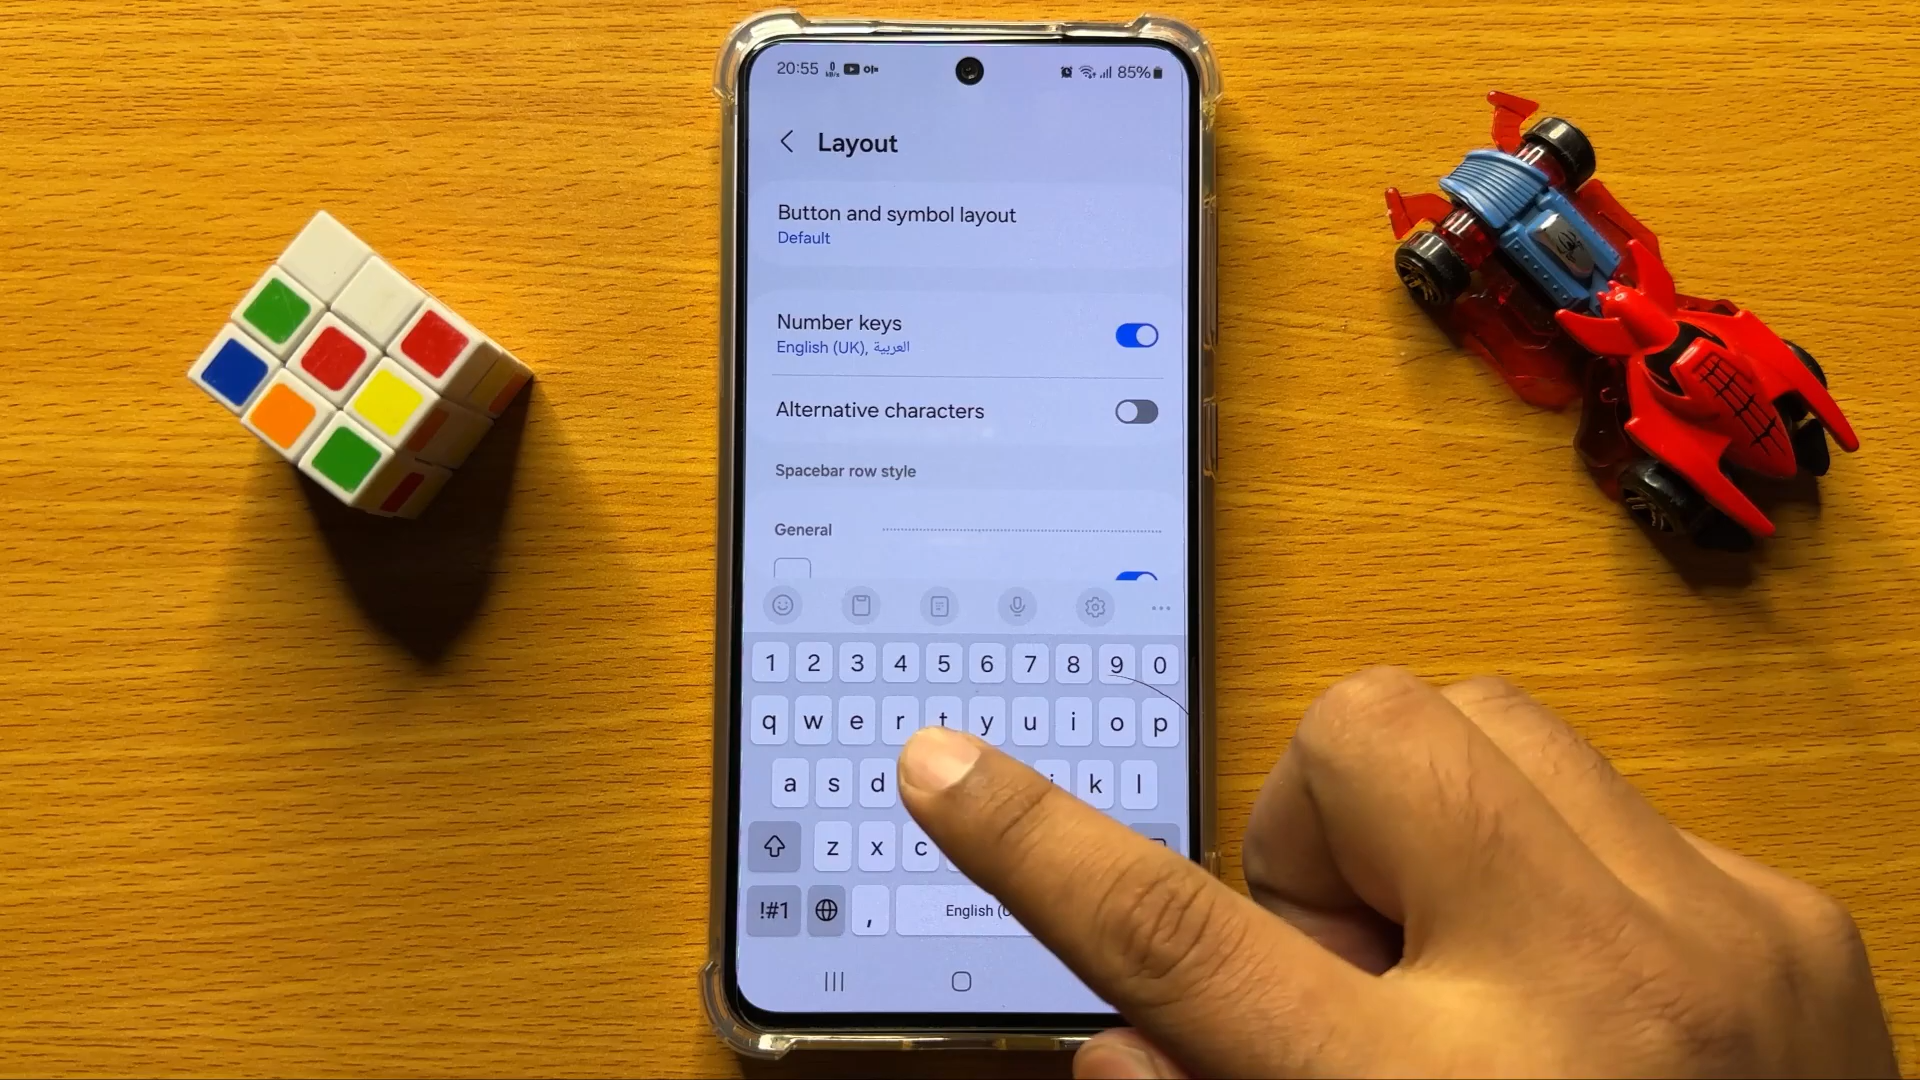 20:55 85%
Layout
Button and symbol layout
Default
Number keys
English (UK), العربية
Alternative characters
Spacebar row style
General
1 2 3 4 5 6 7 8 9 0
q w e r t y u i o p
a s d k l
z x c
!#1 , English